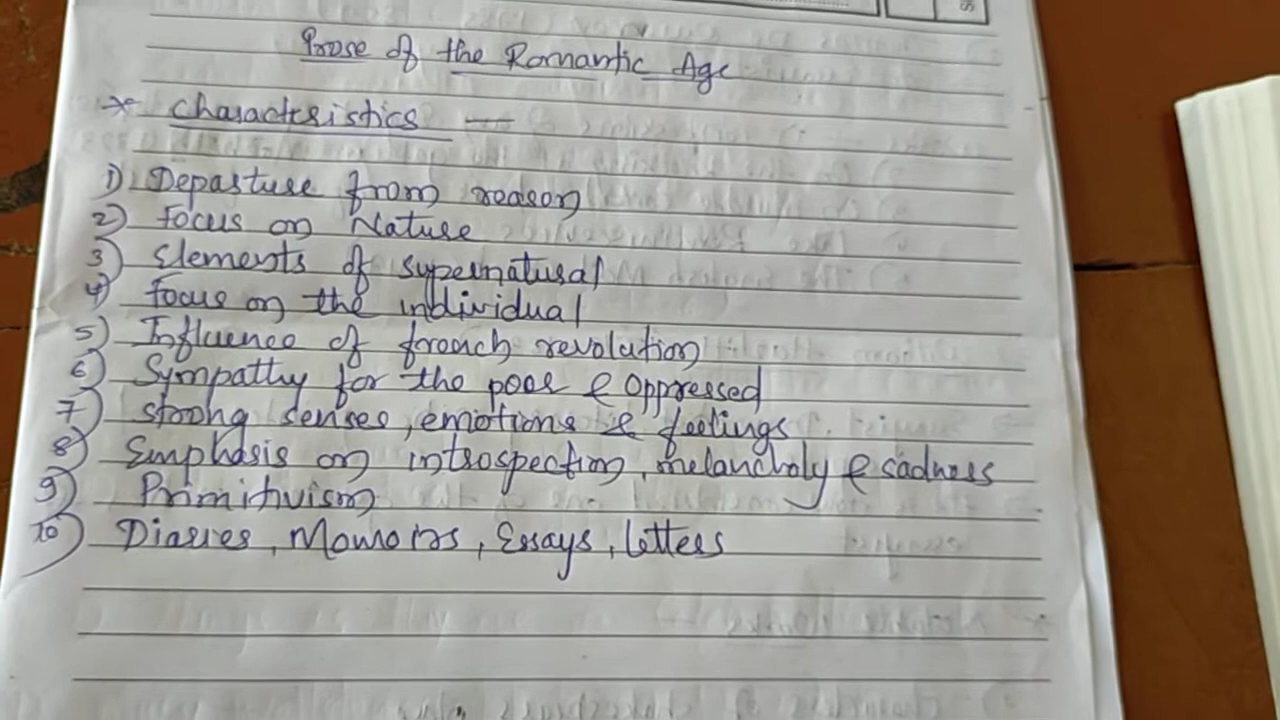 Prose of the Romantic Age
* Characteristics —
1) Departure from reason
2) Focus on Nature
3) Elements of supernatural
4) Focus on the individual
5) Influence of french revolution
6) Sympathy for the poor & oppressed
7) strong senses, emotions & feelings
8) Emphasis on introspection, melancholy & sadness
9) Primitivism
10) Diaries, Memoirs, Essays, letters